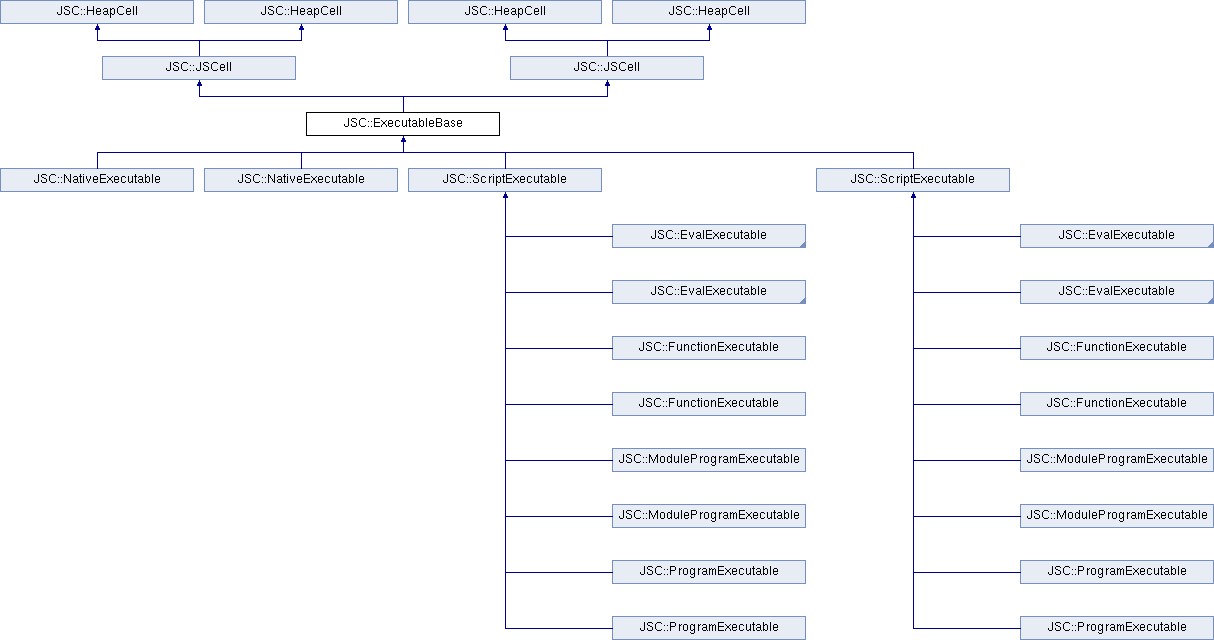 JSC::HeapCell
JSC::HeapCell
JSC::HeapCell
JSC::HeapCell
JSC::JSCell
JSC::JSCell
JSC::ExecutableBase
JSC::NativeExecutable
JSC::NativeExecutable
JSC::ScriptExecutable
JSC::ScriptExecutable
JSC::EvalExecutable
JSC::EvalExecutable
JSC::EvalExecutable
JSC::EvalExecutable
JSC::FunctionExecutable
JSC::FunctionExecutable
JSC::FunctionExecutable
JSC::FunctionExecutable
JSC::ModuleProgramExecutable
JSC::ModuleProgramExecutable
JSC::ModuleProgramExecutable
JSC::ModuleProgramExecutable
JSC::ProgramExecutable
JSC::ProgramExecutable
JSC::ProgramExecutable
JSC::ProgramExecutable